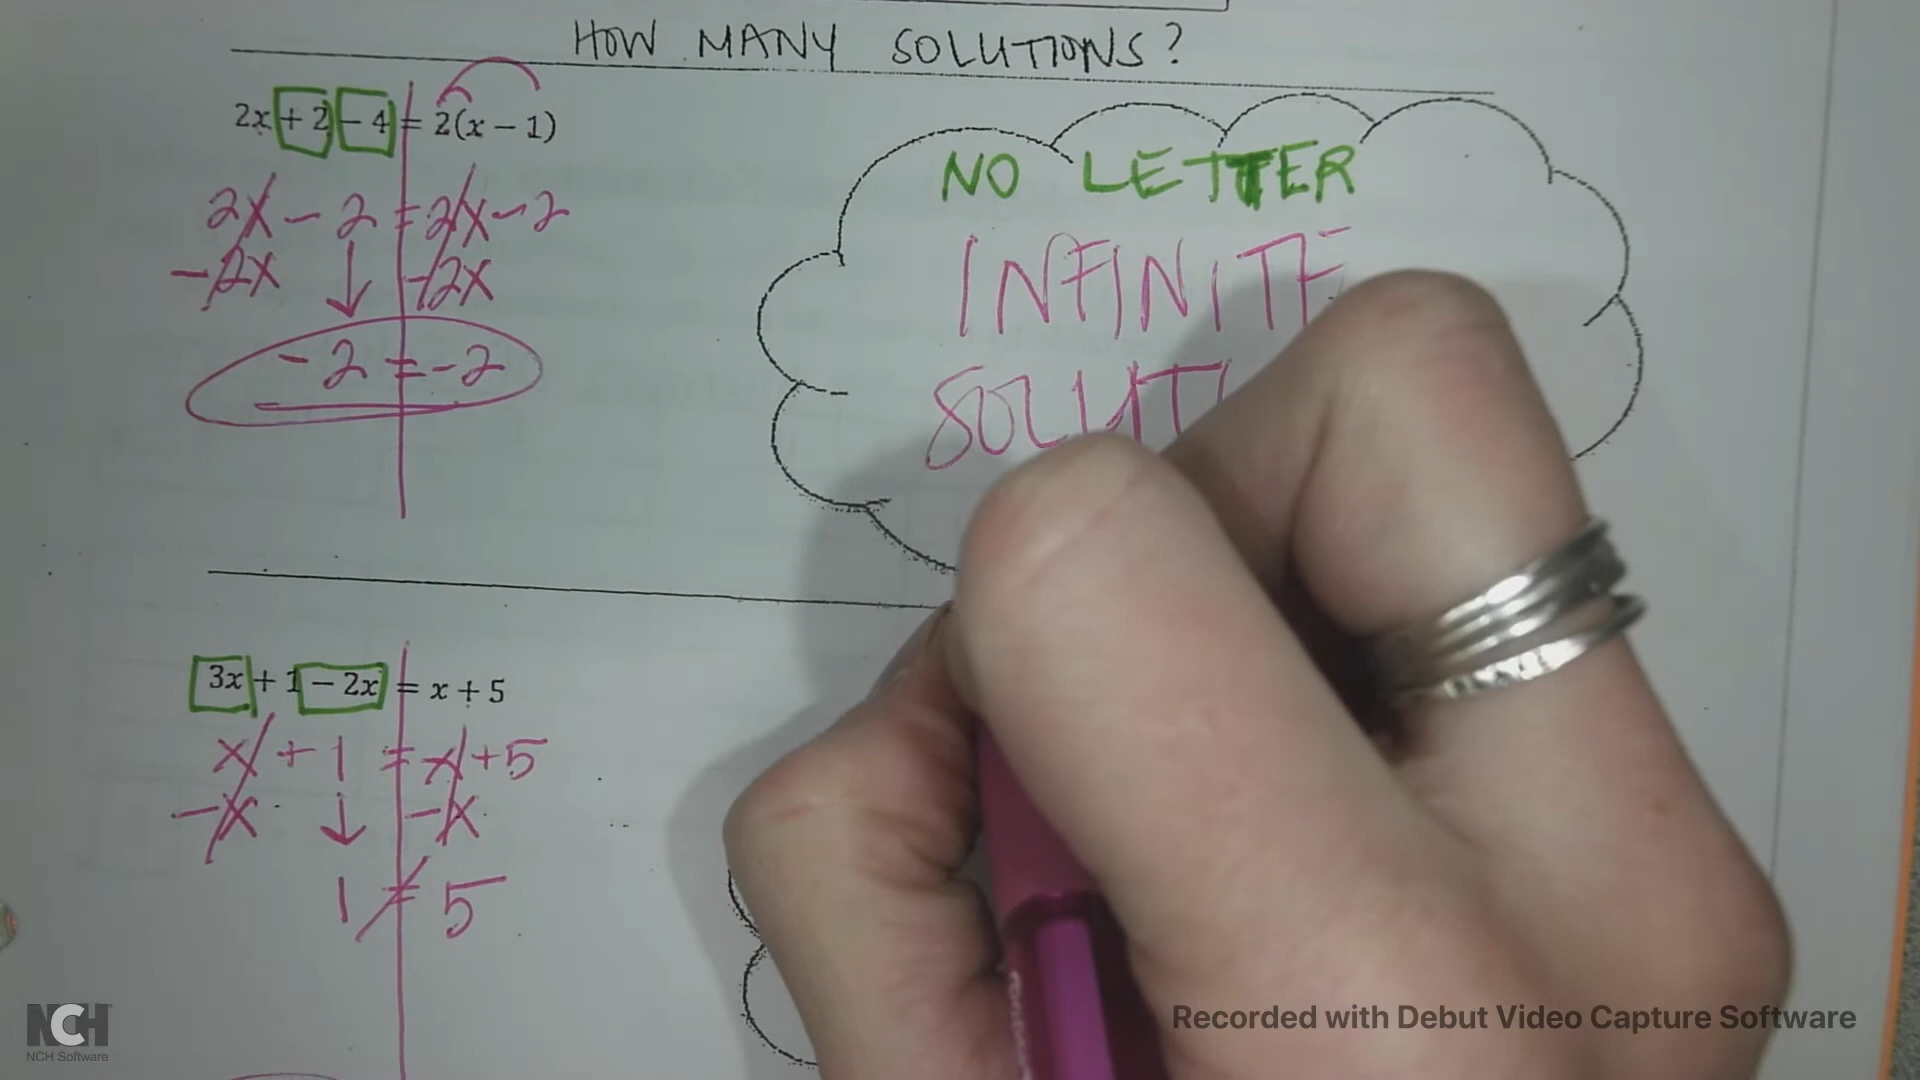 HOW MANY SOLUTIONS?
2x + 2 − 4 = 2(x − 1)
2x − 2 = 2x − 2
−2x ↓ −2x
−2 = −2
NO LETTER
INFINITE
SOLUTI
3x + 1 − 2x = x + 5
x + 1 = x + 5
−x ↓ −x
1 ≠ 5
NCH
NCH Software
Recorded with Debut Video Capture Software